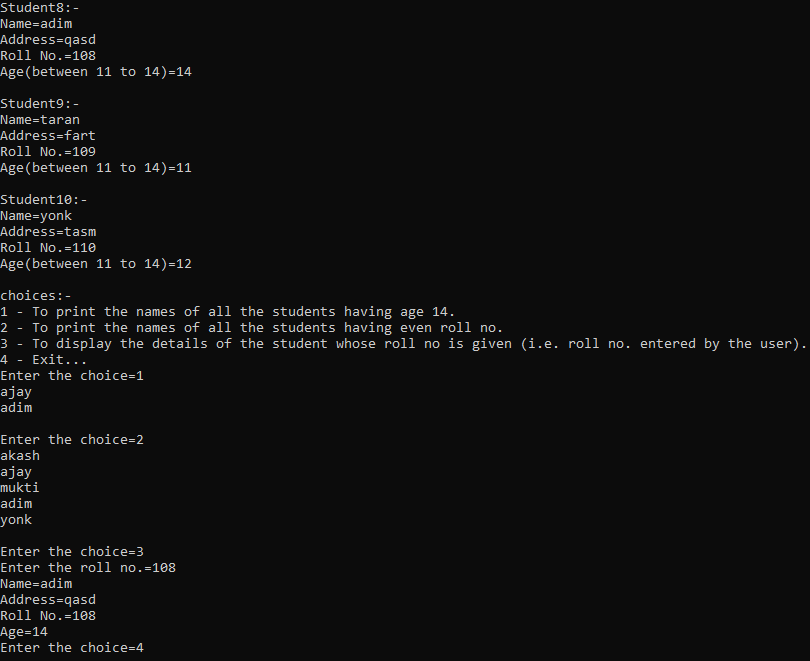 Student8:-
Name=adim
Address=qasd
Roll No.=108
Age(between 11 to 14)=14
Student9:-
Name=taran
Address=fart
Roll No.=109
Age(between 11 to 14)=11
Student10:-
Name=yonk
Address=tasm
Roll No.=110
Age(between 11 to 14)=12
choices:-
1 - To print the names of all the students having age 14.
2 - To print the names of all the students having even roll no.
3 - To display the details of the student whose roll no is given (i.e. roll no. entered by the user).
4 - Exit...
Enter the choice=1
ajay
adim
Enter the choice=2
akash
ajay
mukti
adim
yonk
Enter the choice=3
Enter the roll no.=108
Name=adim
Address=qasd
Roll No.=108
Age=14
Enter the choice=4